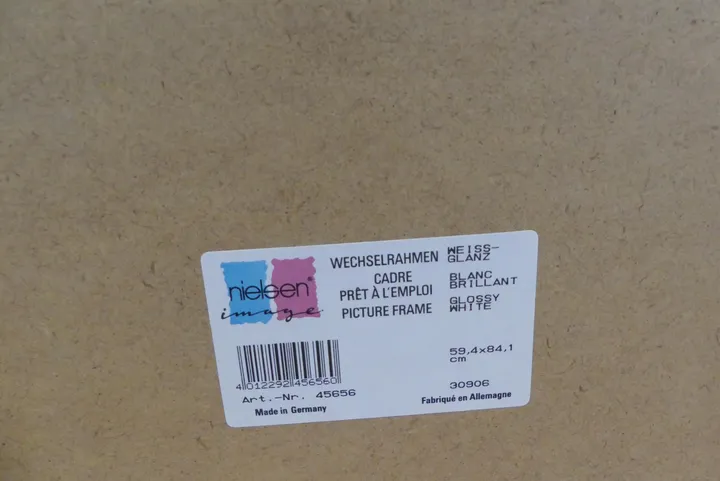 nielsen®
image
WECHSELRAHMEN
CADRE
PRÊT À L'EMPLOI
PICTURE FRAME
WEISS-
GLANZ
BLANC
BRILLANT
GLOSSY
WHITE
59,4x84,1
cm
4 012292 456560
Art.-Nr. 45656
30906
Made in Germany
Fabriqué en Allemagne